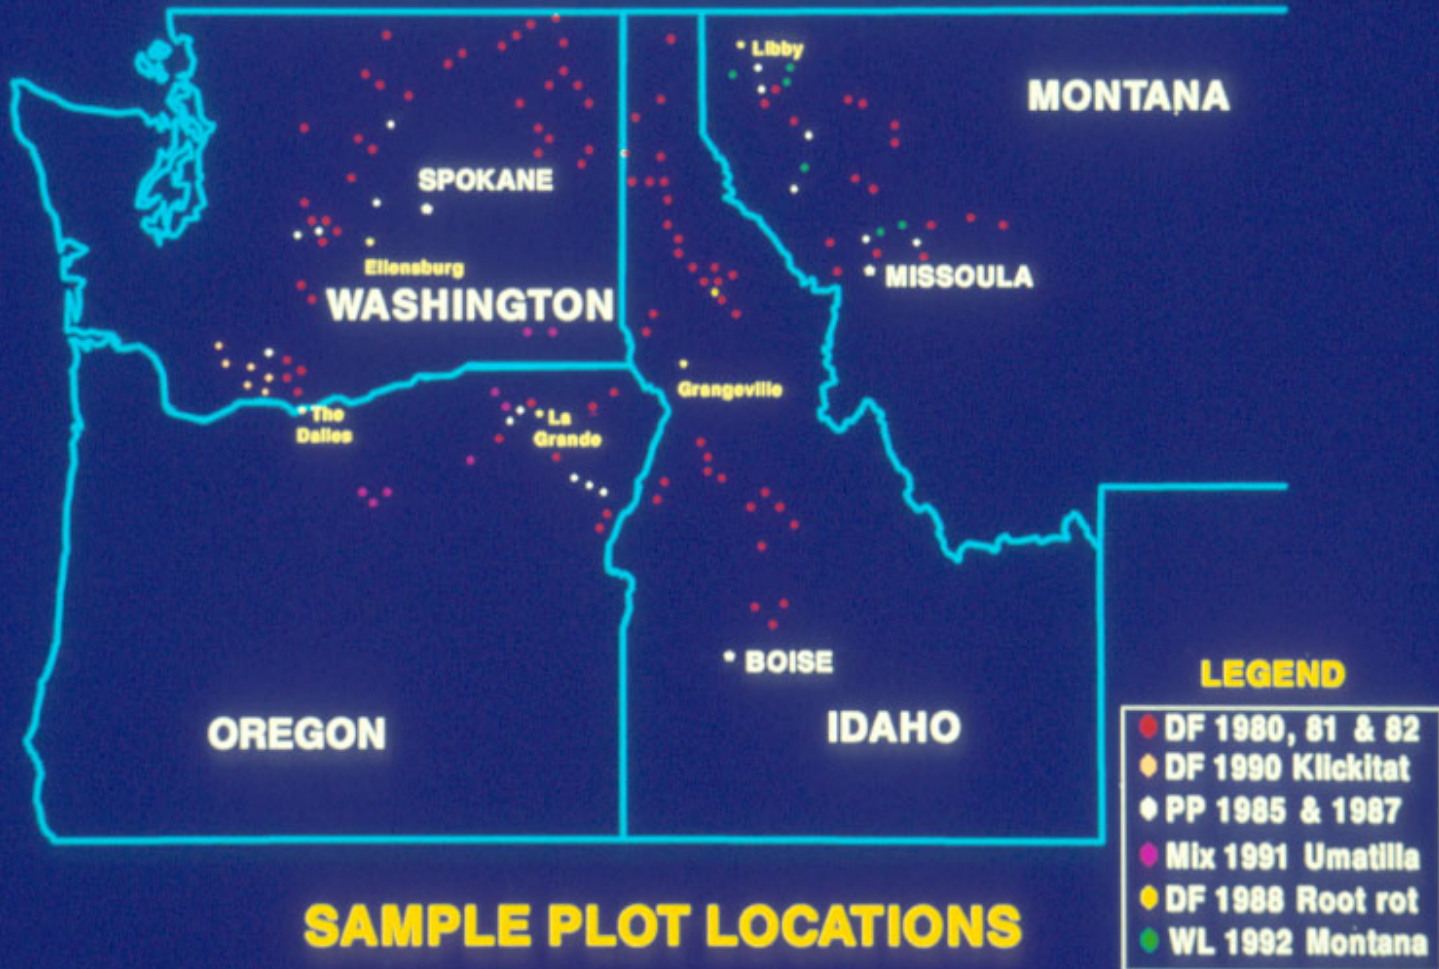 Libby
MONTANA
SPOKANE
Ellensburg
MISSOULA
WASHINGTON
Grangeville
The
Dalles
La
Grande
BOISE
OREGON
IDAHO
LEGEND
DF 1980, 81 & 82
DF 1990 Klickitat
PP 1985 & 1987
Mix 1991 Umatilla
DF 1988 Root rot
WL 1992 Montana
SAMPLE PLOT LOCATIONS